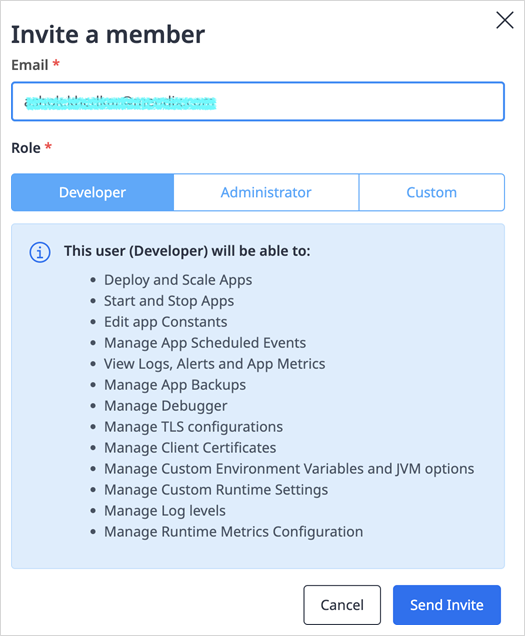 Invite a member
Email *
Role *
Developer
Administrator
Custom
This user (Developer) will be able to:
• Deploy and Scale Apps
• Start and Stop Apps
• Edit app Constants
• Manage App Scheduled Events
• View Logs, Alerts and App Metrics
• Manage App Backups
• Manage Debugger
• Manage TLS configurations
• Manage Client Certificates
• Manage Custom Environment Variables and JVM options
• Manage Custom Runtime Settings
• Manage Log levels
• Manage Runtime Metrics Configuration
Cancel
Send Invite